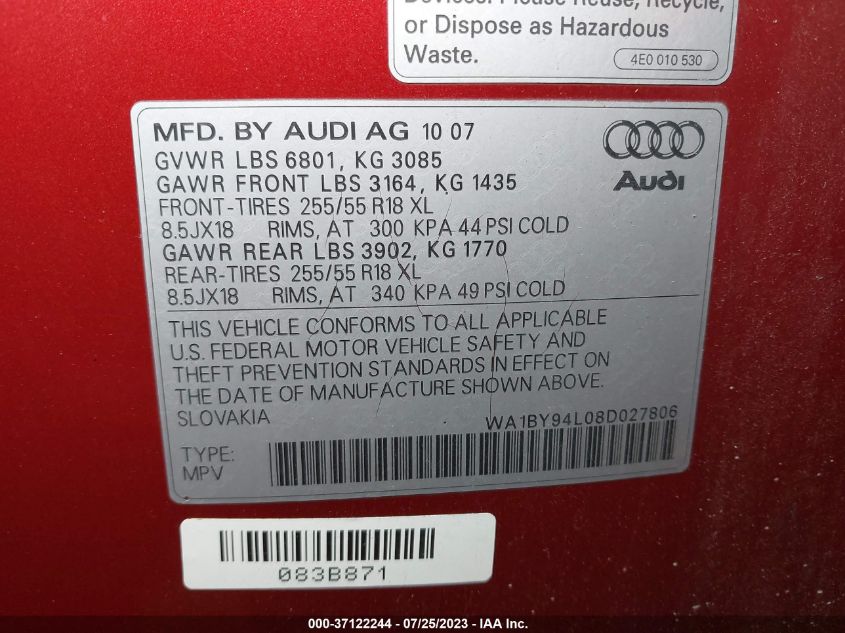 Devices. Please Reuse, Recycle,
or Dispose as Hazardous
Waste.
4E0 010 530
MFD. BY AUDI AG 10 07
GVWR LBS 6801, KG 3085
GAWR FRONT LBS 3164, KG 1435
FRONT-TIRES 255/55 R18 XL
8.5JX18 RIMS, AT 300 KPA 44 PSI COLD
GAWR REAR LBS 3902, KG 1770
REAR-TIRES 255/55 R18 XL
8.5JX18 RIMS, AT 340 KPA 49 PSI COLD
Audi
THIS VEHICLE CONFORMS TO ALL APPLICABLE
U.S. FEDERAL MOTOR VEHICLE SAFETY AND
THEFT PREVENTION STANDARDS IN EFFECT ON
THE DATE OF MANUFACTURE SHOWN ABOVE.
SLOVAKIA WA1BY94L08D027806
TYPE:
MPV
083B871
000-37122244 - 07/25/2023 - IAA Inc.